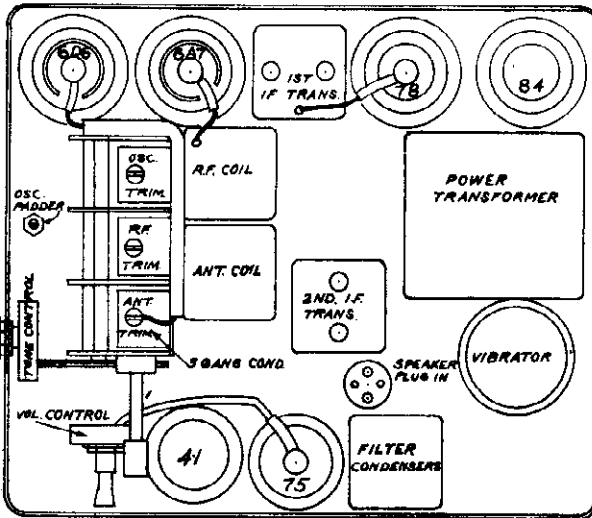 6D6
6A7
1ST
I.F. TRANS.
78
84
OSC.
TRIM.
R.F. COIL
POWER
TRANSFORMER
OSC.
PADDER
R.F.
TRIM.
ANT. COIL
ANT.
TRIM.
2ND. I.F.
TRANS.
TONE CONTROL
3 GANG COND.
SPEAKER
PLUG IN
VIBRATOR
VOL. CONTROL
41
75
FILTER
CONDENSERS